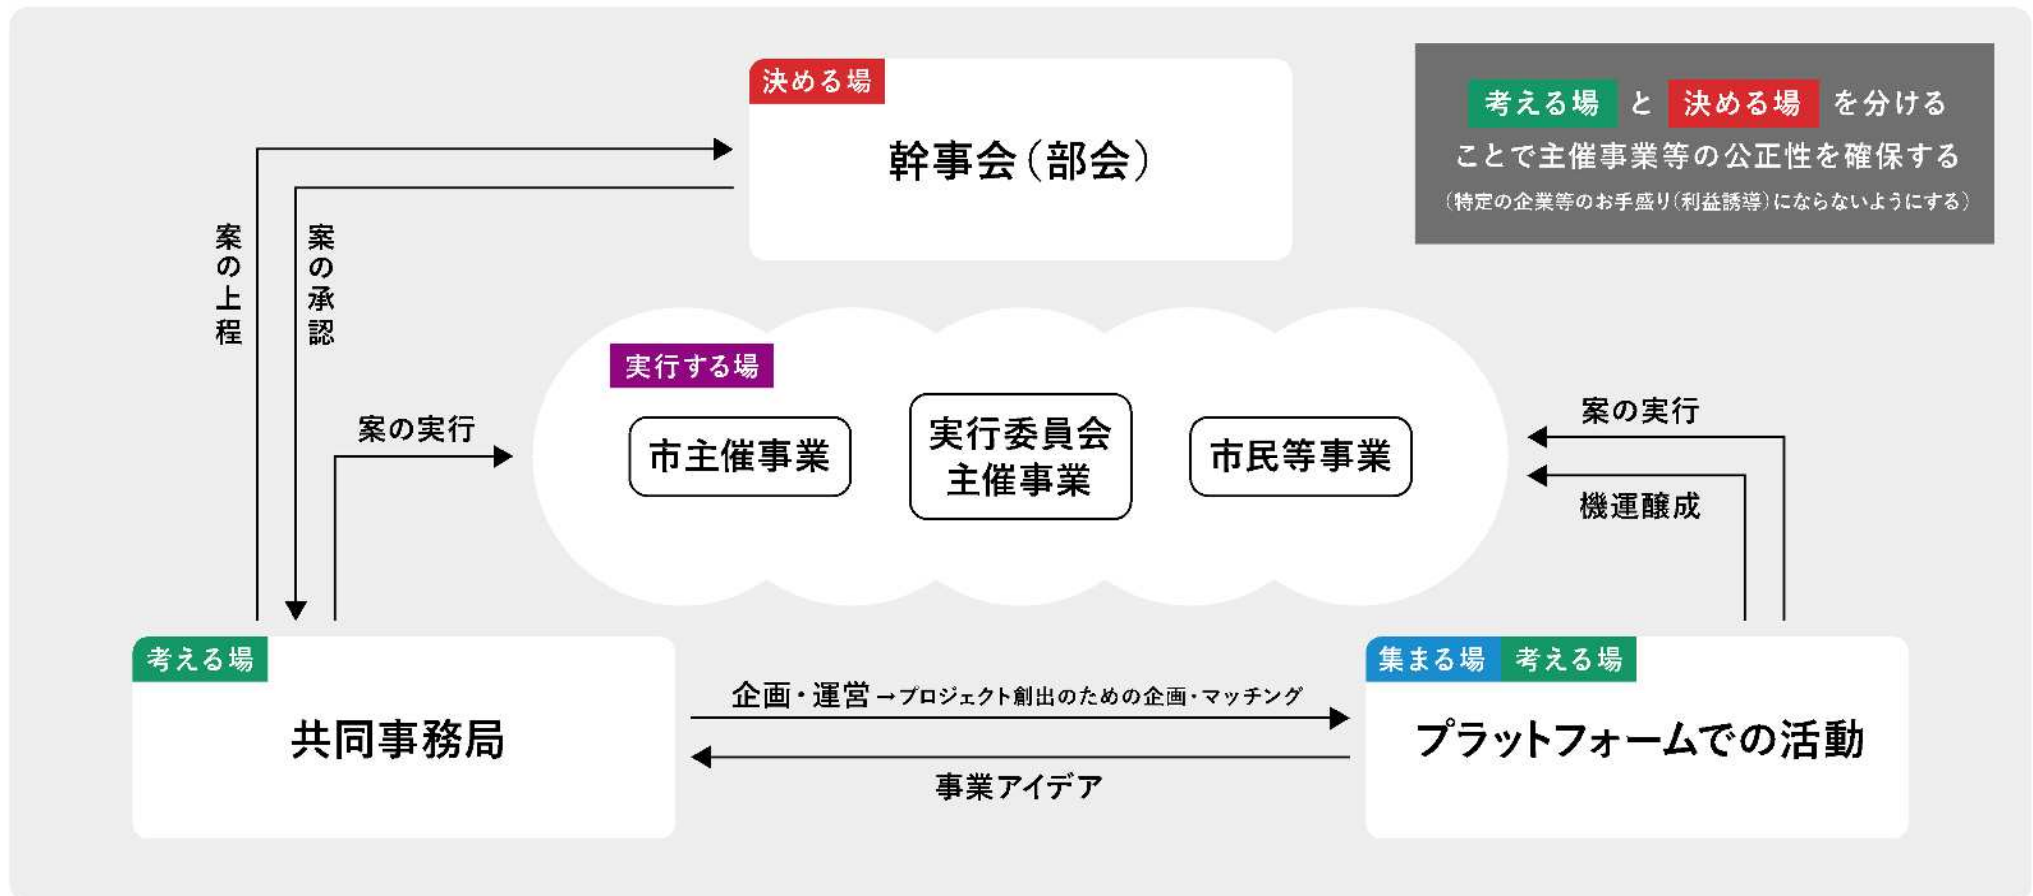 決める場
幹事会（部会）
考える場 と 決める場 を分ける
ことで主催事業等の公正性を確保する
（特定の企業等のお手盛り（利益誘導）にならないようにする）
案の上程
案の承認
実行する場
市主催事業
実行委員会
主催事業
市民等事業
案の実行
案の実行
機運醸成
考える場
共同事務局
企画・運営→プロジェクト創出のための企画・マッチング
事業アイデア
集まる場 考える場
プラットフォームでの活動